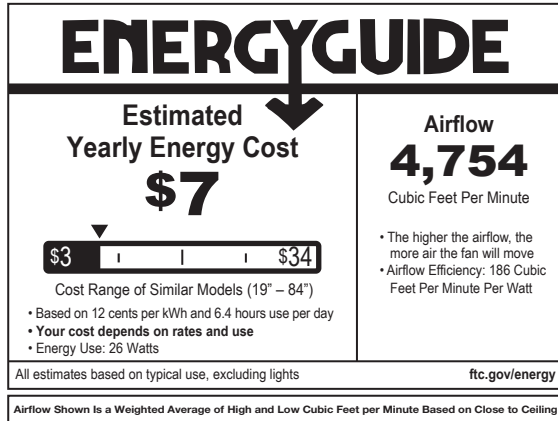 ENERGYGUIDE
Estimated
Yearly Energy Cost
$7
$3
$34
Cost Range of Similar Models (19” – 84”)
• Based on 12 cents per kWh and 6.4 hours use per day
• Your cost depends on rates and use
• Energy Use: 26 Watts
Airflow
4,754
Cubic Feet Per Minute
• The higher the airflow, the
more air the fan will move
• Airflow Efficiency: 186 Cubic
Feet Per Minute Per Watt
All estimates based on typical use, excluding lights
ftc.gov/energy
Airflow Shown Is a Weighted Average of High and Low Cubic Feet per Minute Based on Close to Ceiling